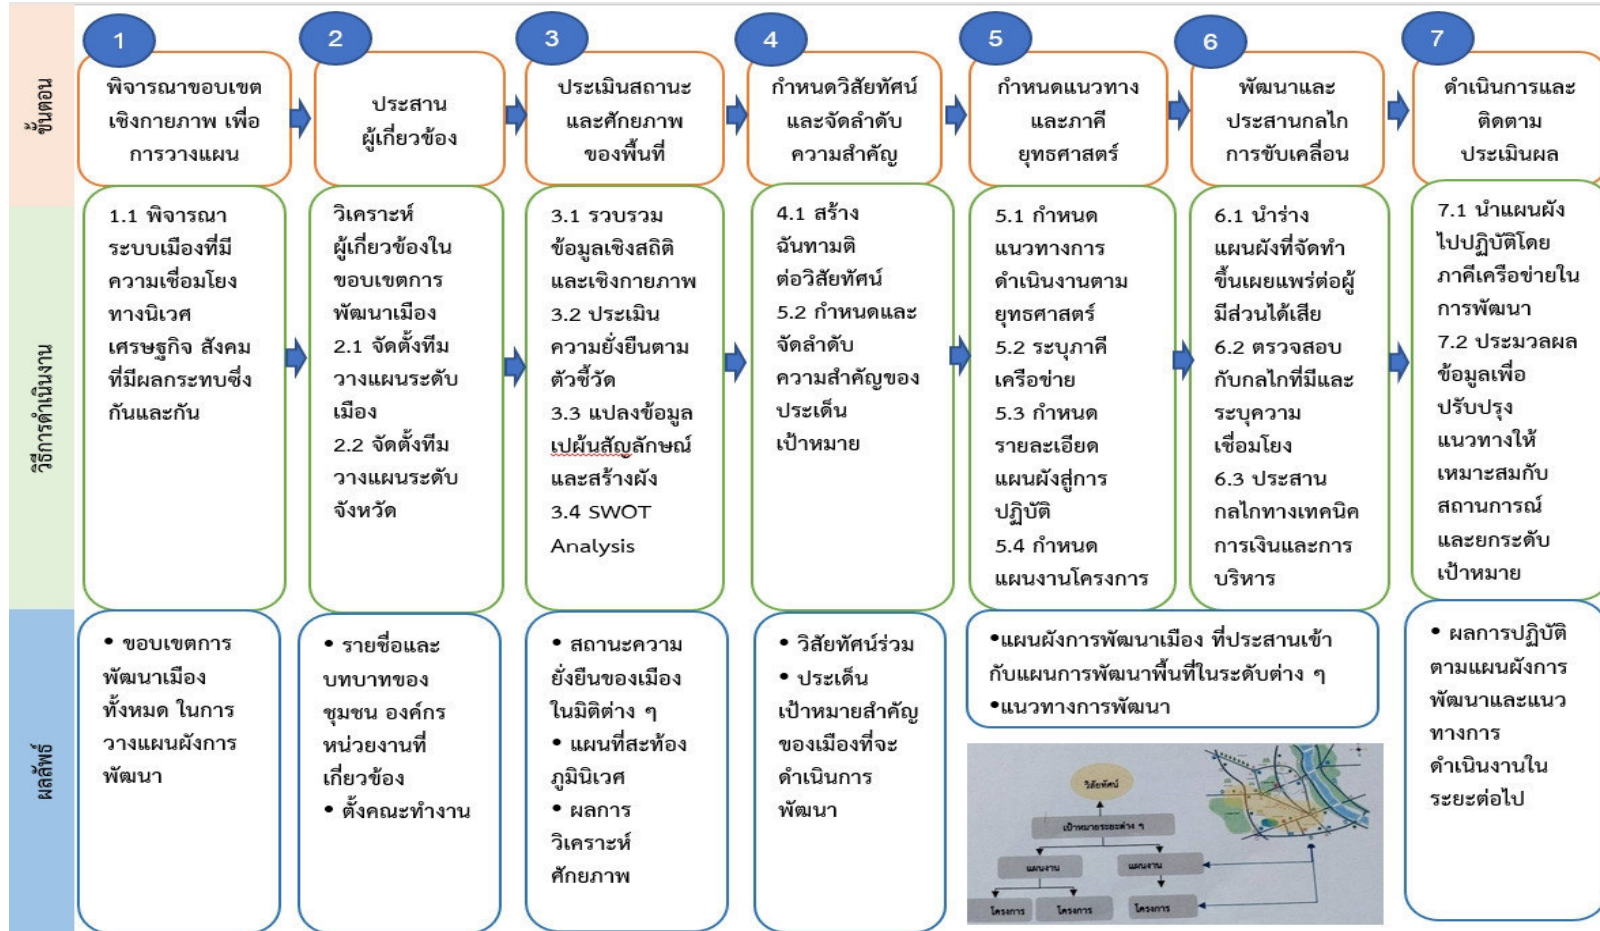 ขั้นตอน
1
พิจารณาขอบเขต
เชิงกายภาพ เพื่อ
การวางแผน
2
ประสาน
ผู้เกี่ยวข้อง
3
ประเมินสถานะ
และศักยภาพ
ของพื้นที่
4
กำหนดวิสัยทัศน์
และจัดลำดับ
ความสำคัญ
5
กำหนดแนวทาง
และภาคี
ยุทธศาสตร์
6
พัฒนาและ
ประสานกลไก
การขับเคลื่อน
7
ดำเนินการและ
ติดตาม
ประเมินผล
วิธีการดำเนินงาน
1.1 พิจารณา
ระบบเมืองที่มี
ความเชื่อมโยง
ทางนิเวศ
เศรษฐกิจ สังคม
ที่มีผลกระทบซึ่ง
กันและกัน
วิเคราะห์
ผู้เกี่ยวข้องใน
ขอบเขตการ
พัฒนาเมือง
2.1 จัดตั้งทีม
วางแผนระดับ
เมือง
2.2 จัดตั้งทีม
วางแผนระดับ
จังหวัด
3.1 รวบรวม
ข้อมูลเชิงสถิติ
และเชิงกายภาพ
3.2 ประเมิน
ความยั่งยืนตาม
ตัวชี้วัด
3.3 แปลงข้อมูล
เปผ้นสัญลักษณ์
และสร้างผัง
3.4 SWOT
Analysis
4.1 สร้าง
ฉันทามติ
ต่อวิสัยทัศน์
5.2 กำหนดและ
จัดลำดับ
ความสำคัญของ
ประเด็น
เป้าหมาย
5.1 กำหนด
แนวทางการ
ดำเนินงานตาม
ยุทธศาสตร์
5.2 ระบุภาคี
เครือข่าย
5.3 กำหนด
รายละเอียด
แผนผังสู่การ
ปฏิบัติ
5.4 กำหนด
แผนงานโครงการ
6.1 นำร่าง
แผนผังที่จัดทำ
ขึ้นเผยแพร่ต่อผู้
มีส่วนได้เสีย
6.2 ตรวจสอบ
กับกลไกที่มีและ
ระบุความ
เชื่อมโยง
6.3 ประสาน
กลไกทางเทคนิค
การเงินและการ
บริหาร
7.1 นำแผนผัง
ไปปฏิบัติโดย
ภาคีเครือข่ายใน
การพัฒนา
7.2 ประมวลผล
ข้อมูลเพื่อ
ปรับปรุง
แนวทางให้
เหมาะสมกับ
สถานการณ์
และยกระดับ
เป้าหมาย
ผลลัพธ์
• ขอบเขตการ
พัฒนาเมือง
ทั้งหมด ในการ
วางแผนผังการ
พัฒนา
• รายชื่อและ
บทบาทของ
ชุมชน องค์กร
หน่วยงานที่
เกี่ยวข้อง
• ตั้งคณะทำงาน
• สถานะความ
ยั่งยืนของเมือง
ในมิติต่าง ๆ
• แผนที่สะท้อง
ภูมินิเวศ
• ผลการ
วิเคราะห์
ศักยภาพ
• วิสัยทัศน์ร่วม
• ประเด็น
เป้าหมายสำคัญ
ของเมืองที่จะ
ดำเนินการ
พัฒนา
•แผนผังการพัฒนาเมือง ที่ประสานเข้า
กับแผนการพัฒนาพื้นที่ในระดับต่าง ๆ
•แนวทางการพัฒนา
วิสัยทัศน์
เป้าหมายระยะต่าง ๆ
แผนงาน
แผนงาน
โครงการ
โครงการ
โครงการ
• ผลการปฏิบัติ
ตามแผนผังการ
พัฒนาและแนว
ทางการ
ดำเนินงานใน
ระยะต่อไป